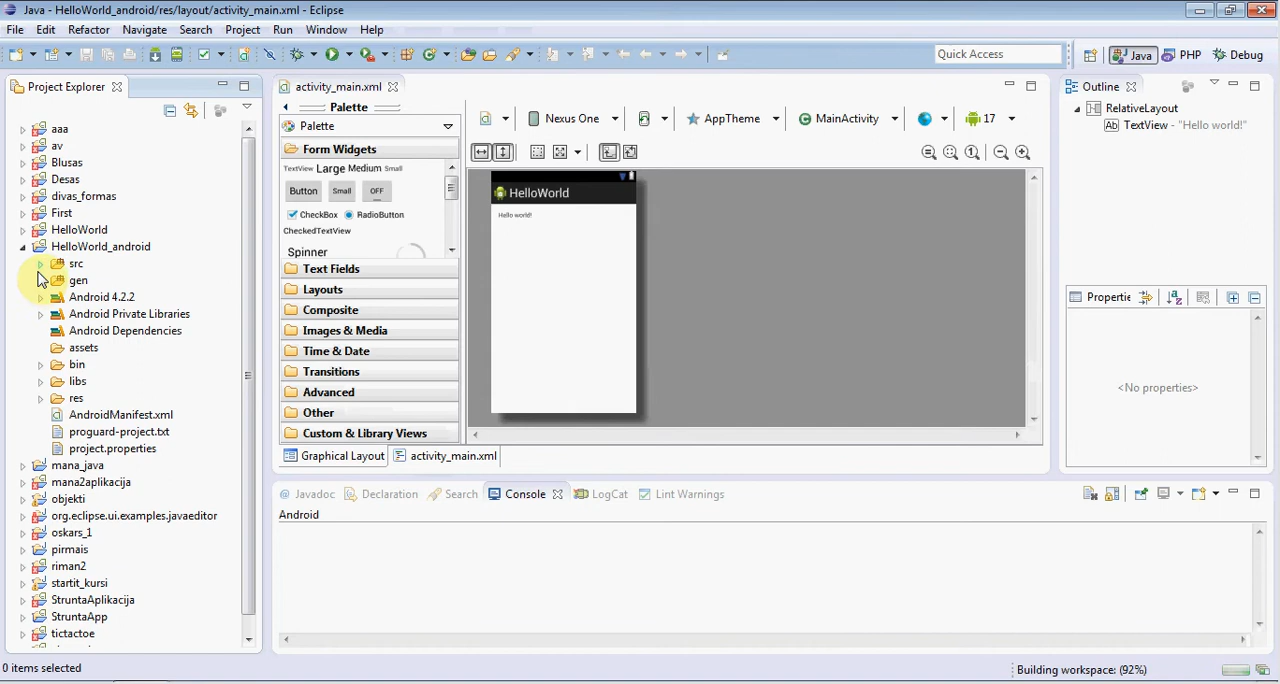 Java - HelloWorld_android/res/layout/activity_main.xml - Eclipse
File Edit Refactor Navigate Search Project Run Window Help
Quick Access
Java
PHP
Debug
Project Explorer
aaa
av
Blusas
Desas
divas_formas
First
HelloWorld
HelloWorld_android
src
gen
Android 4.2.2
Android Private Libraries
Android Dependencies
assets
bin
libs
res
AndroidManifest.xml
proguard-project.txt
project.properties
mana_java
mana2aplikacija
objekti
org.eclipse.ui.examples.javaeditor
oskars_1
pirmais
riman2
startit_kursi
StruntaAplikacija
StruntaApp
tictactoe
activity_main.xml
Palette
Palette
Form Widgets
TextView Large Medium Small
Button Small OFF
CheckBox RadioButton
CheckedTextView
Spinner
Text Fields
Layouts
Composite
Images & Media
Time & Date
Transitions
Advanced
Other
Custom & Library Views
Nexus One AppTheme MainActivity 17
HelloWorld
Hello world!
Graphical Layout activity_main.xml
Outline
RelativeLayout
Ab TextView - "Hello world!"
Propertie
<No properties>
Javadoc Declaration Search Console LogCat Lint Warnings
Android
0 items selected
Building workspace: (92%)